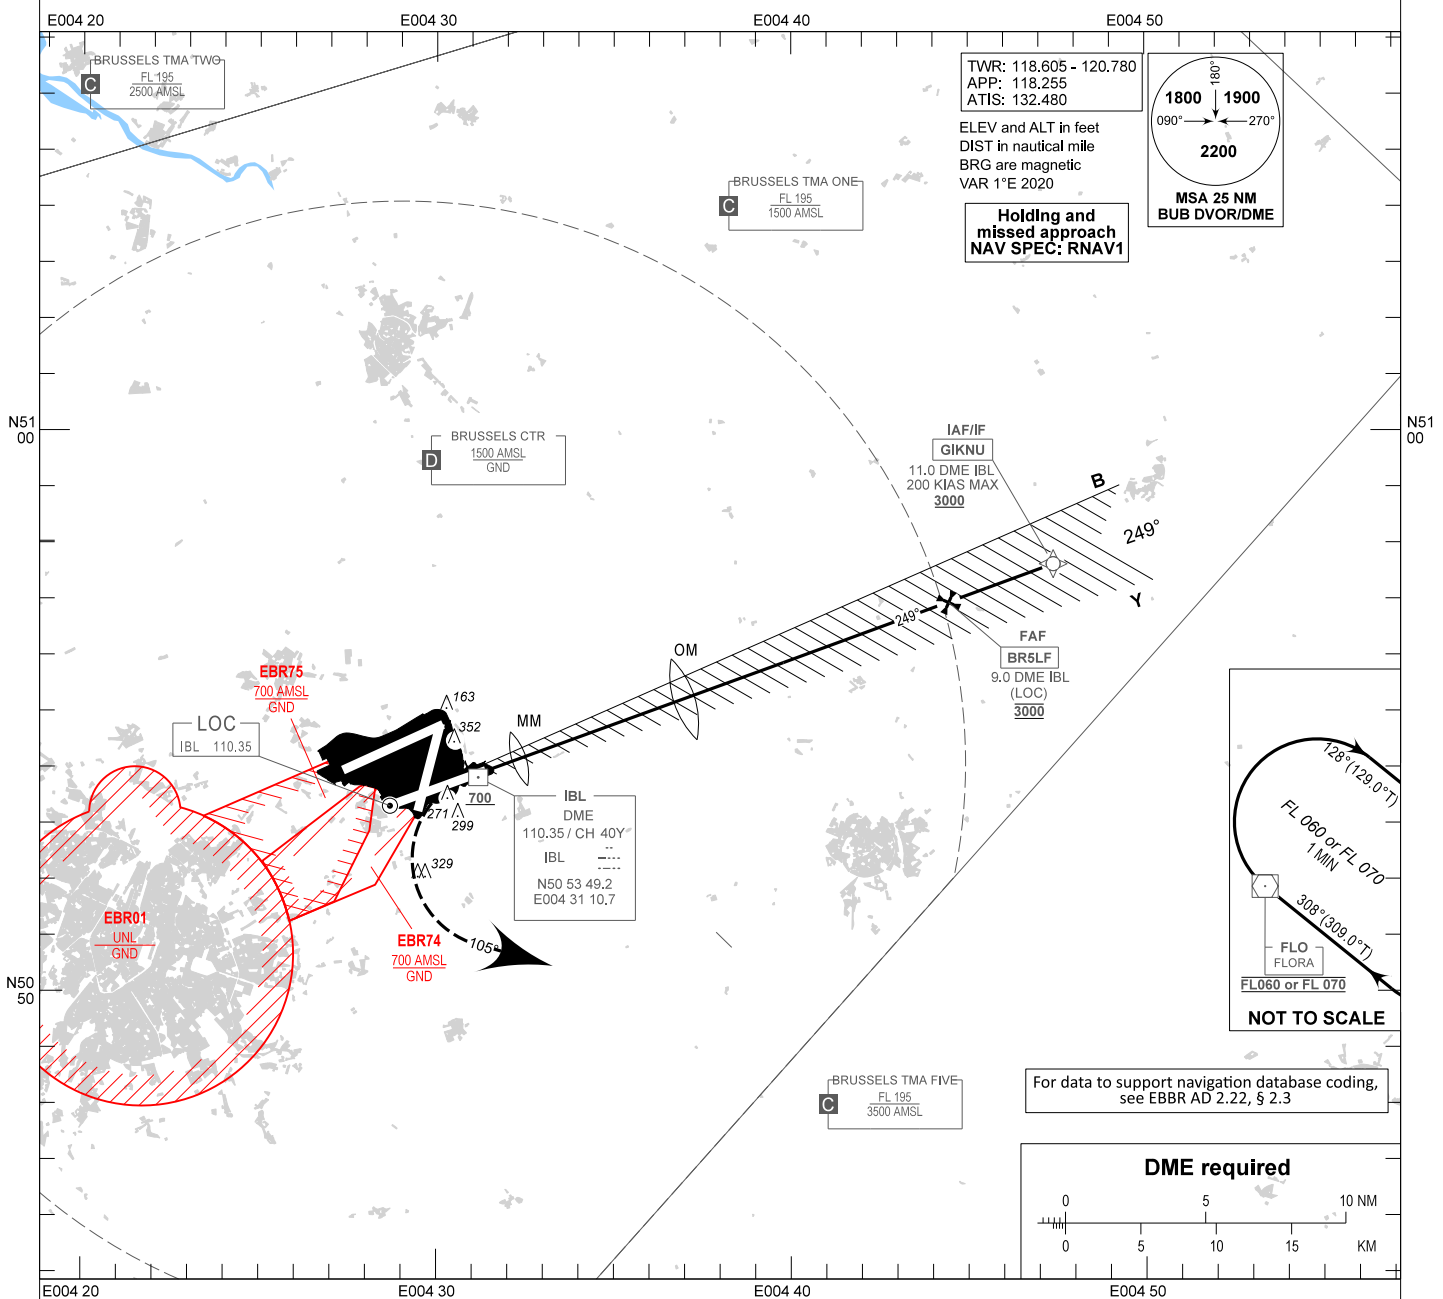 E004 20
E004 30
E004 40
E004 50
BRUSSELS TMA TWO
C
FL 195
2500 AMSL
TWR: 118.605 - 120.780
APP: 118.255
ATIS: 132.480
ELEV and ALT in feet
DIST in nautical mile
BRG are magnetic
VAR 1°E 2020
Holding and
missed approach
NAV SPEC: RNAV1
180°
1800
1900
090°
270°
2200
MSA 25 NM
BUB DVOR/DME
BRUSSELS TMA ONE
C
FL 195
1500 AMSL
N51
00
N51
00
BRUSSELS CTR
D
1500 AMSL
GND
IAF/IF
GIKNU
11.0 DME IBL
200 KIAS MAX
3000
B
249°
Y
249°
FAF
BR5LF
9.0 DME IBL
(LOC)
3000
OM
MM
EBR75
700 AMSL
GND
LOC
IBL 110.35
163
352
271
299
329
700
IBL
DME
110.35 / CH 40Y
IBL
N50 53 49.2
E004 31 10.7
105°
EBR01
UNL
GND
EBR74
700 AMSL
GND
N50
50
128°(129.0°T)
FL 060 or FL 070
1 MIN
308°(309.0°T)
FLO
FLORA
FL060 or FL 070
NOT TO SCALE
BRUSSELS TMA FIVE
C
FL 195
3500 AMSL
For data to support navigation database coding,
see EBBR AD 2.22, § 2.3
DME required
0
5
10 NM
0
5
10
15
KM
E004 20
E004 30
E004 40
E004 50